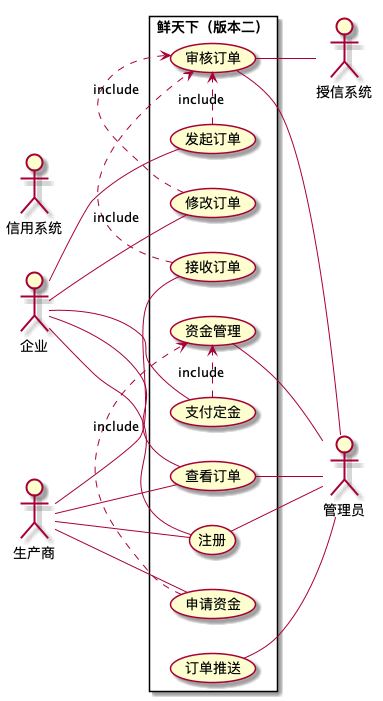 鲜天下（版本二）
审核订单
授信系统
include
include
发起订单
信用系统
修改订单
include
接收订单
企业
资金管理
include
支付定金
include
查看订单
管理员
注册
生产商
申请资金
订单推送